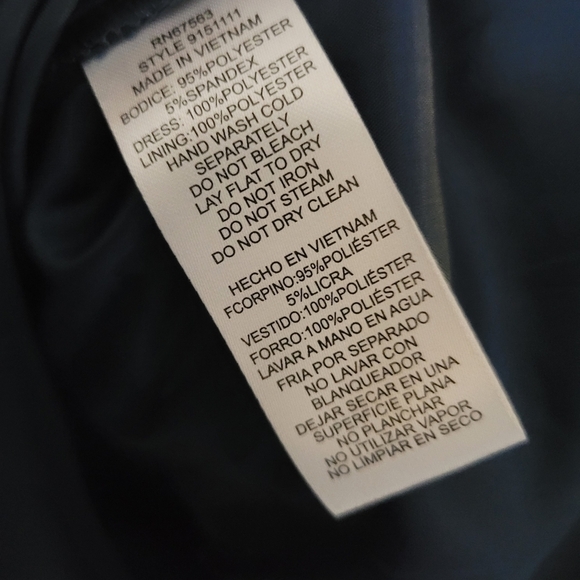 RN67563
STYLE 9151111
MADE IN VIETNAM
BODICE: 95%POLYESTER
5%SPANDEX
DRESS: 100%POLYESTER
LINING:100%POLYESTER
HAND WASH COLD
SEPARATELY
DO NOT BLEACH
LAY FLAT TO DRY
DO NOT IRON
DO NOT STEAM
DO NOT DRY CLEAN
HECHO EN VIETNAM
FCORPINO:95%POLIÉSTER
5%LICRA
VESTIDO:100%POLIÉSTER
FORRO:100%POLIÉSTER
LAVAR A MANO EN AGUA
FRIA POR SEPARADO
NO LAVAR CON
BLANQUEADOR
DEJAR SECAR EN UNA
SUPERFICIE PLANA
NO PLANCHAR
NO UTILIZAR VAPOR
NO LIMPIAR EN SECO